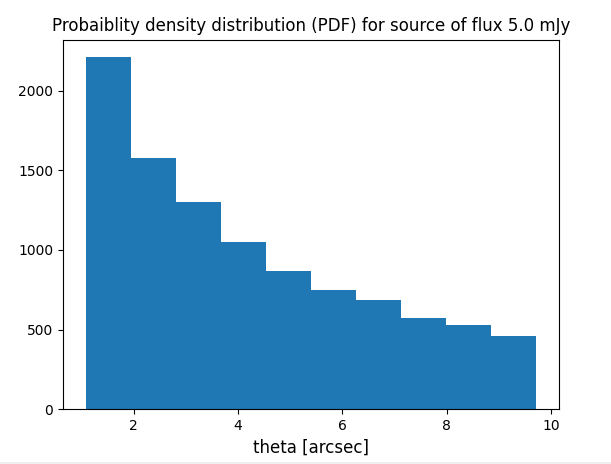 Probaiblity density distribution (PDF) for source of flux 5.0 mJy
2000
1500
1000
500
0
2 4 6 8 10
theta [arcsec]